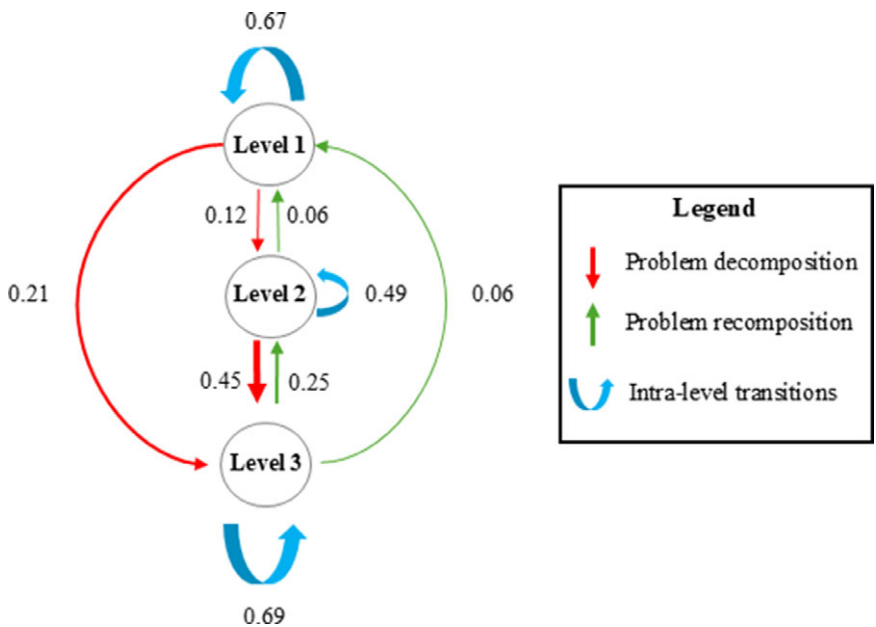 0.67
Level 1
0.12
0.06
0.21
Level 2
0.49
0.06
0.45
0.25
Level 3
0.69
Legend
Problem decomposition
Problem recomposition
Intra-level transitions